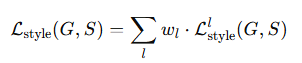 ℒ_style(G, S) = ∑_l w_l · ℒ^l_style(G, S)